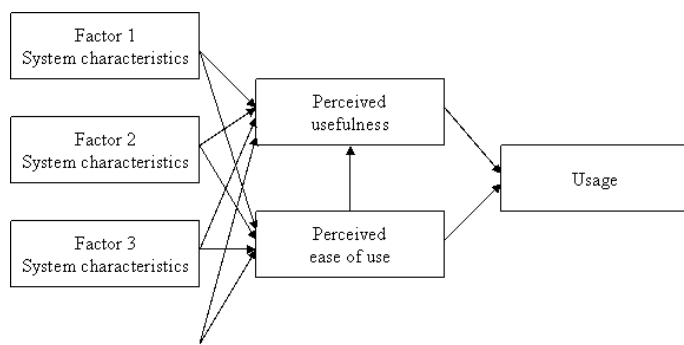 Factor 1
System characteristics
Factor 2
System characteristics
Factor 3
System characteristics
Perceived
usefulness
Perceived
ease of use
Usage